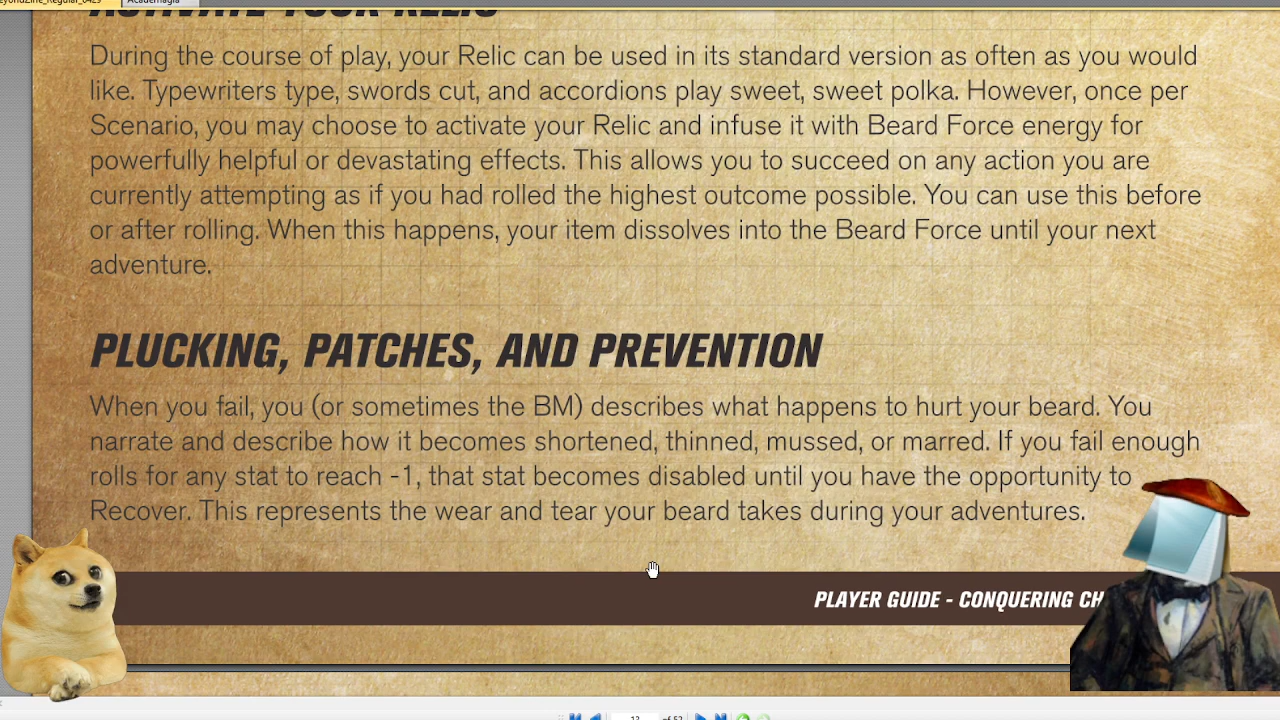 ACTIVATE YOUR RELIC
During the course of play, your Relic can be used in its standard version as often as you would
like. Typewriters type, swords cut, and accordions play sweet, sweet polka. However, once per
Scenario, you may choose to activate your Relic and infuse it with Beard Force energy for
powerfully helpful or devastating effects. This allows you to succeed on any action you are
currently attempting as if you had rolled the highest outcome possible. You can use this before
or after rolling. When this happens, your item dissolves into the Beard Force until your next
adventure.
PLUCKING, PATCHES, AND PREVENTION
When you fail, you (or sometimes the BM) describes what happens to hurt your beard. You
narrate and describe how it becomes shortened, thinned, mussed, or marred. If you fail enough
rolls for any stat to reach -1, that stat becomes disabled until you have the opportunity to
Recover. This represents the wear and tear your beard takes during your adventures.
PLAYER GUIDE - CONQUERING CH